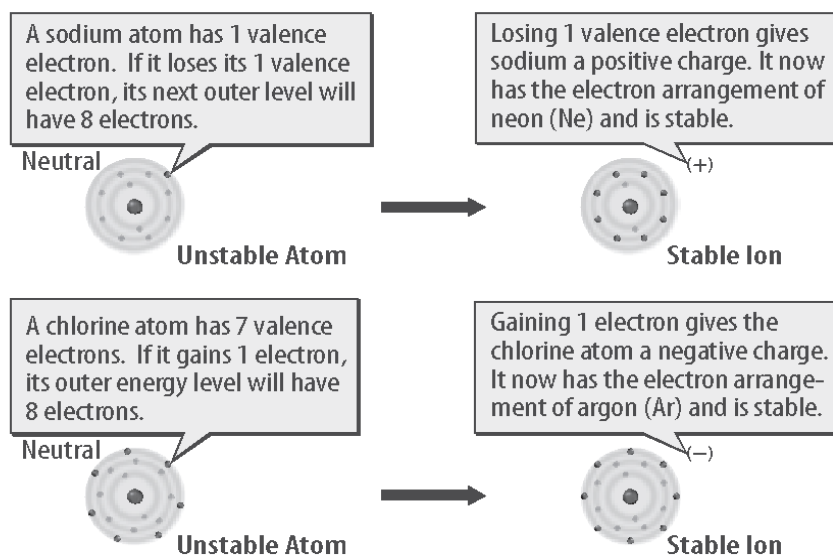 A sodium atom has 1 valence
electron. If it loses its 1 valence
electron, its next outer level will
have 8 electrons.
Losing 1 valence electron gives
sodium a positive charge. It now
has the electron arrangement of
neon (Ne) and is stable.
Neutral
(+)
Unstable Atom
Stable Ion
A chlorine atom has 7 valence
electrons. If it gains 1 electron,
its outer energy level will have
8 electrons.
Gaining 1 electron gives the
chlorine atom a negative charge.
It now has the electron arrange-
ment of argon (Ar) and is stable.
Neutral
(−)
Unstable Atom
Stable Ion